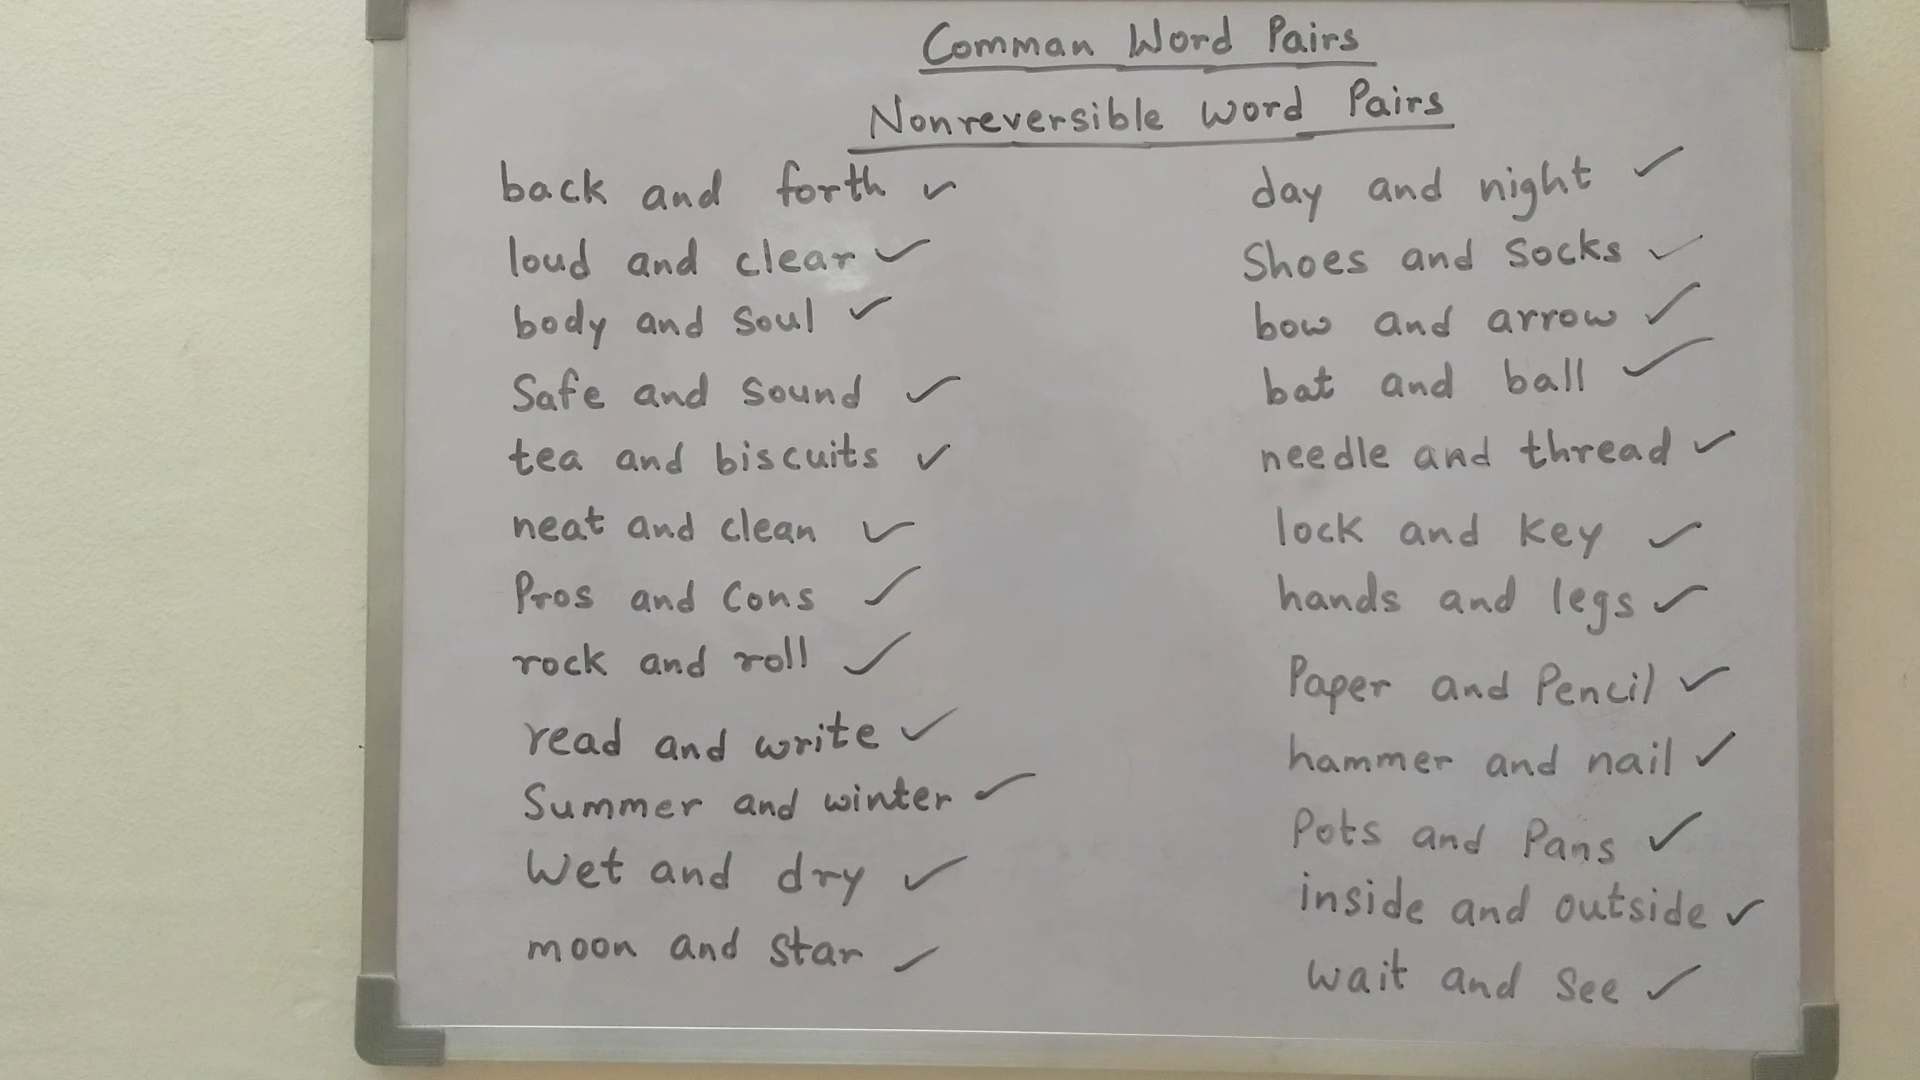 Comman Word Pairs
Nonreversible Word Pairs
back and forth ✓
loud and clear ✓
body and soul ✓
Safe and sound ✓
tea and biscuits ✓
neat and clean ✓
Pros and Cons ✓
rock and roll ✓
read and write ✓
Summer and winter ✓
Wet and dry ✓
moon and star ✓
day and night ✓
Shoes and Socks ✓
bow and arrow ✓
bat and ball ✓
needle and thread ✓
lock and key ✓
hands and legs ✓
Paper and Pencil ✓
hammer and nail ✓
Pots and Pans ✓
inside and outside ✓
wait and see ✓